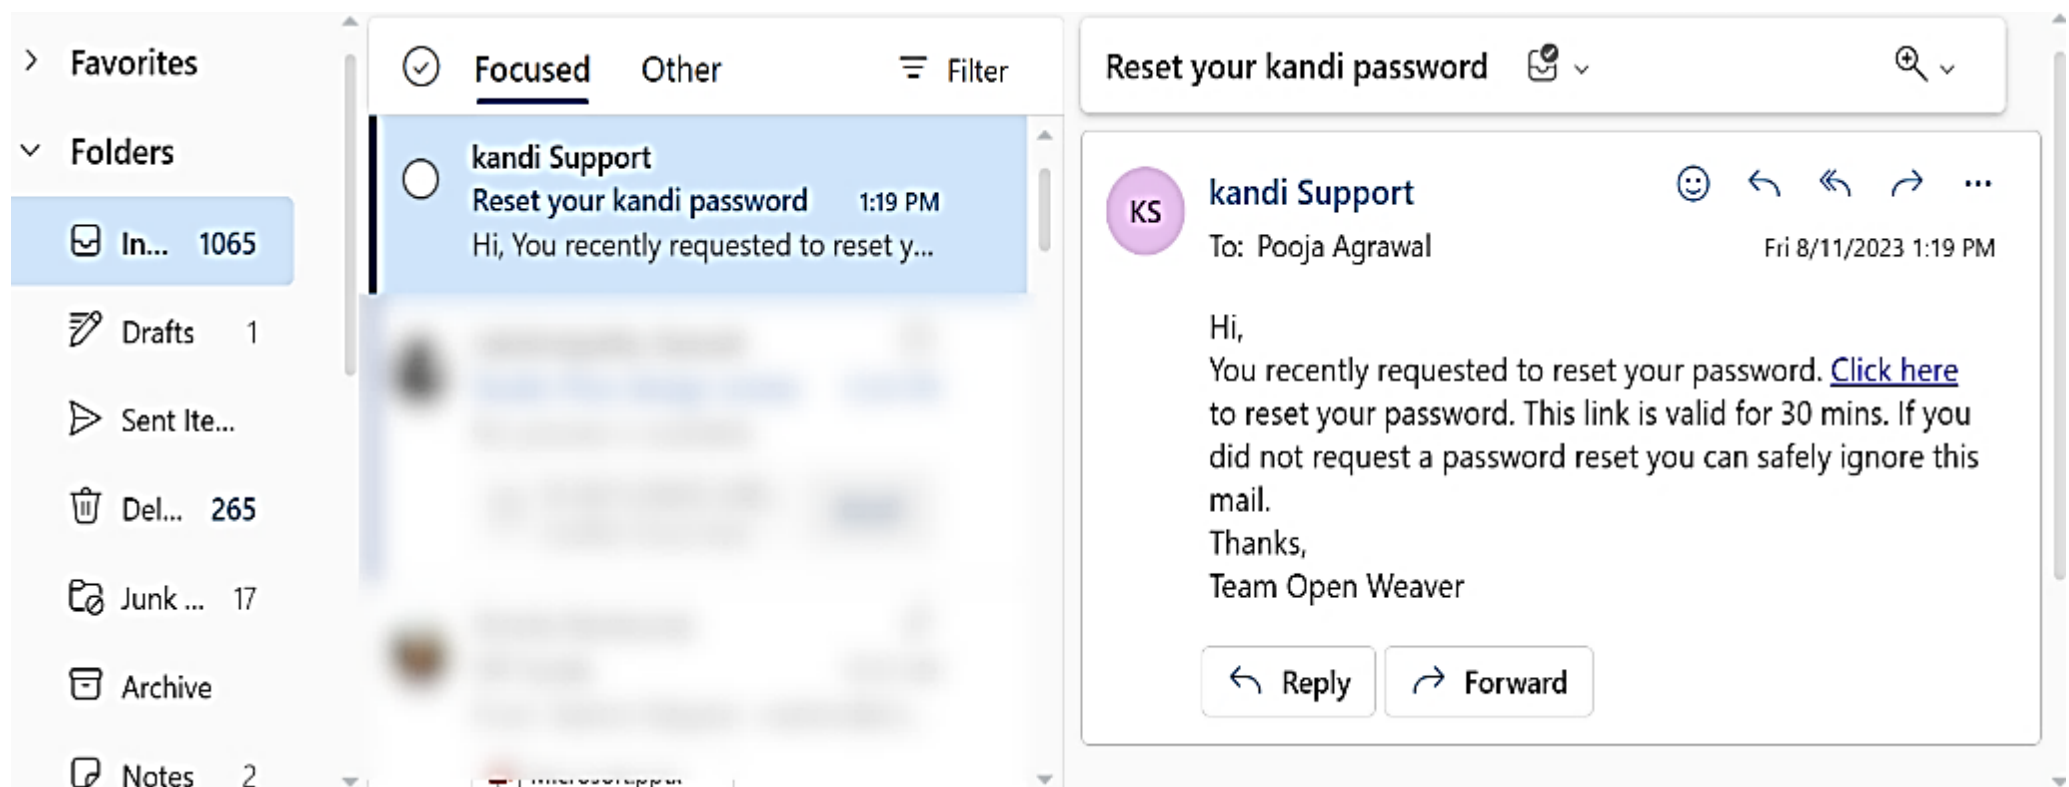 Favorites
Folders
In... 1065
Drafts 1
Sent Ite...
Del... 265
Junk ... 17
Archive
Notes 2
Focused Other Filter
kandi Support
Reset your kandi password 1:19 PM
Hi, You recently requested to reset y...
Reset your kandi password
KS
kandi Support
To: Pooja Agrawal Fri 8/11/2023 1:19 PM
Hi,
You recently requested to reset your password. Click here
to reset your password. This link is valid for 30 mins. If you
did not request a password reset you can safely ignore this
mail.
Thanks,
Team Open Weaver
Reply Forward